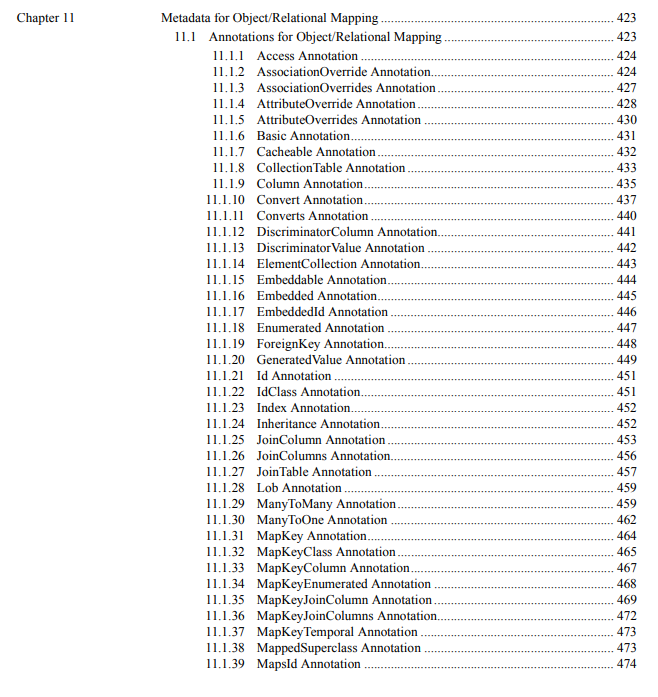 Chapter 11 Metadata for Object/Relational Mapping ........ 423
11.1 Annotations for Object/Relational Mapping ........ 423
11.1.1 Access Annotation ........ 424
11.1.2 AssociationOverride Annotation ........ 424
11.1.3 AssociationOverrides Annotation ........ 427
11.1.4 AttributeOverride Annotation ........ 428
11.1.5 AttributeOverrides Annotation ........ 430
11.1.6 Basic Annotation ........ 431
11.1.7 Cacheable Annotation ........ 432
11.1.8 CollectionTable Annotation ........ 433
11.1.9 Column Annotation ........ 435
11.1.10 Convert Annotation ........ 437
11.1.11 Converts Annotation ........ 440
11.1.12 DiscriminatorColumn Annotation ........ 441
11.1.13 DiscriminatorValue Annotation ........ 442
11.1.14 ElementCollection Annotation ........ 443
11.1.15 Embeddable Annotation ........ 444
11.1.16 Embedded Annotation ........ 445
11.1.17 EmbeddedId Annotation ........ 446
11.1.18 Enumerated Annotation ........ 447
11.1.19 ForeignKey Annotation ........ 448
11.1.20 GeneratedValue Annotation ........ 449
11.1.21 Id Annotation ........ 451
11.1.22 IdClass Annotation ........ 451
11.1.23 Index Annotation ........ 452
11.1.24 Inheritance Annotation ........ 452
11.1.25 JoinColumn Annotation ........ 453
11.1.26 JoinColumns Annotation ........ 456
11.1.27 JoinTable Annotation ........ 457
11.1.28 Lob Annotation ........ 459
11.1.29 ManyToMany Annotation ........ 459
11.1.30 ManyToOne Annotation ........ 462
11.1.31 MapKey Annotation ........ 464
11.1.32 MapKeyClass Annotation ........ 465
11.1.33 MapKeyColumn Annotation ........ 467
11.1.34 MapKeyEnumerated Annotation ........ 468
11.1.35 MapKeyJoinColumn Annotation ........ 469
11.1.36 MapKeyJoinColumns Annotation ........ 472
11.1.37 MapKeyTemporal Annotation ........ 473
11.1.38 MappedSuperclass Annotation ........ 473
11.1.39 MapsId Annotation ........ 474